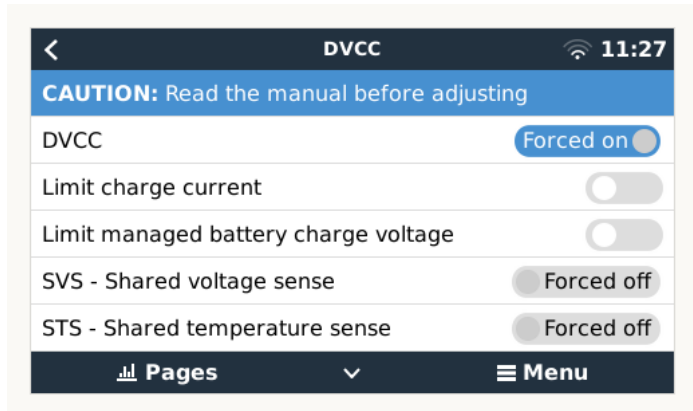 DVCC 11:27
CAUTION: Read the manual before adjusting
DVCC Forced on
Limit charge current
Limit managed battery charge voltage
SVS - Shared voltage sense Forced off
STS - Shared temperature sense Forced off
Pages Menu